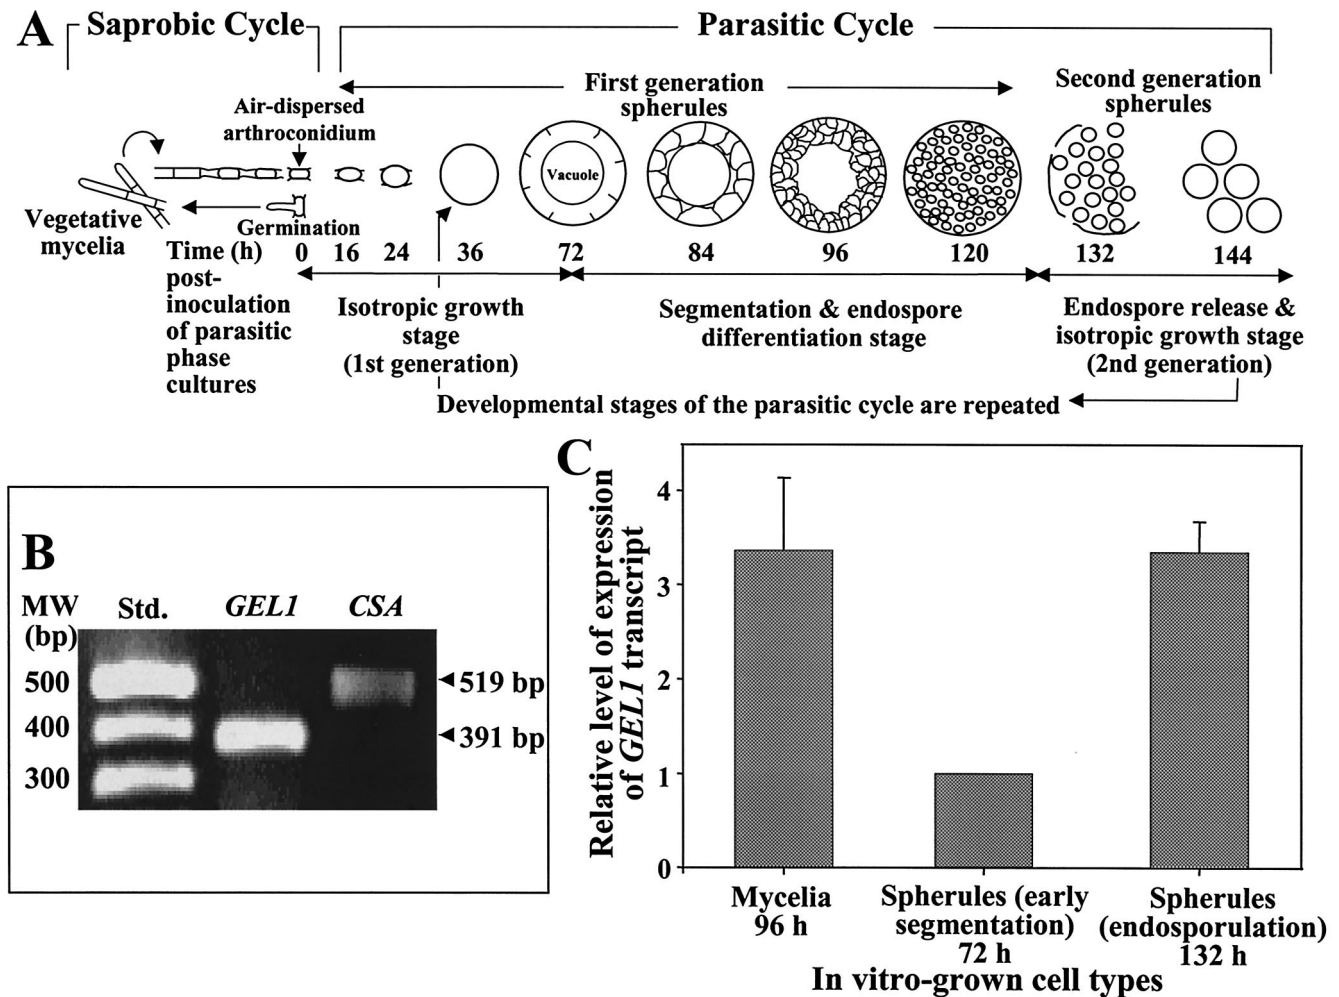 A
Saprobic Cycle
Parasitic Cycle
First generation
spherules
Second generation
spherules
Air-dispersed
arthroconidium
Vacuole
Vegetative
mycelia
Germination
Time (h)
post-
inoculation
of parasitic
phase
cultures
0 16 24 36 72 84 96 120 132 144
Isotropic growth
stage
(1st generation)
Segmentation & endospore
differentiation stage
Endospore release &
isotropic growth stage
(2nd generation)
Developmental stages of the parasitic cycle are repeated
B
MW
(bp)
Std. GEL1 CSA
500
400
300
519 bp
391 bp
C
Relative level of expression
of GEL1 transcript
4
3
2
1
0
Mycelia
96 h
Spherules (early
segmentation)
72 h
Spherules
(endosporulation)
132 h
In vitro-grown cell types